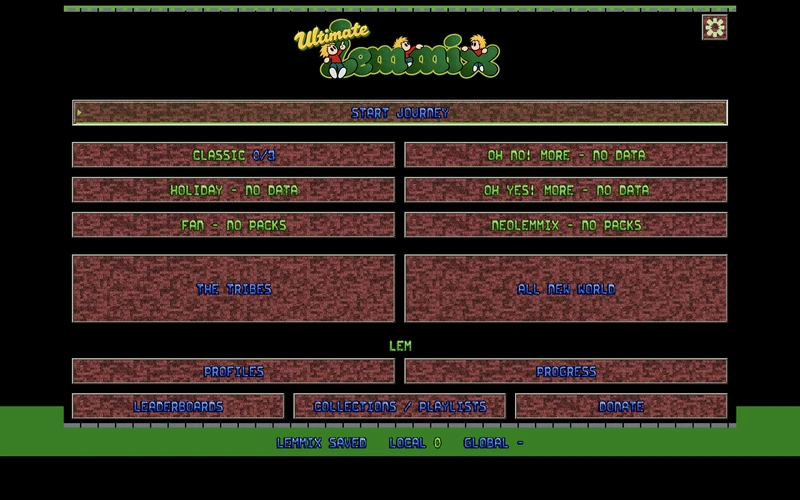 Ultimate
Lemmix
START JOURNEY
CLASSIC 0/3
OH NO! MORE - NO DATA
HOLIDAY - NO DATA
OH YES! MORE - NO DATA
FAN - NO PACKS
NEOLEMMIX - NO PACKS
THE TRIBES
ALL NEW WORLD
LEM
PROFILES
PROGRESS
LEADERBOARDS
COLLECTIONS / PLAYLISTS
DONATE
LEMMIX SAVED LOCAL 0 GLOBAL -